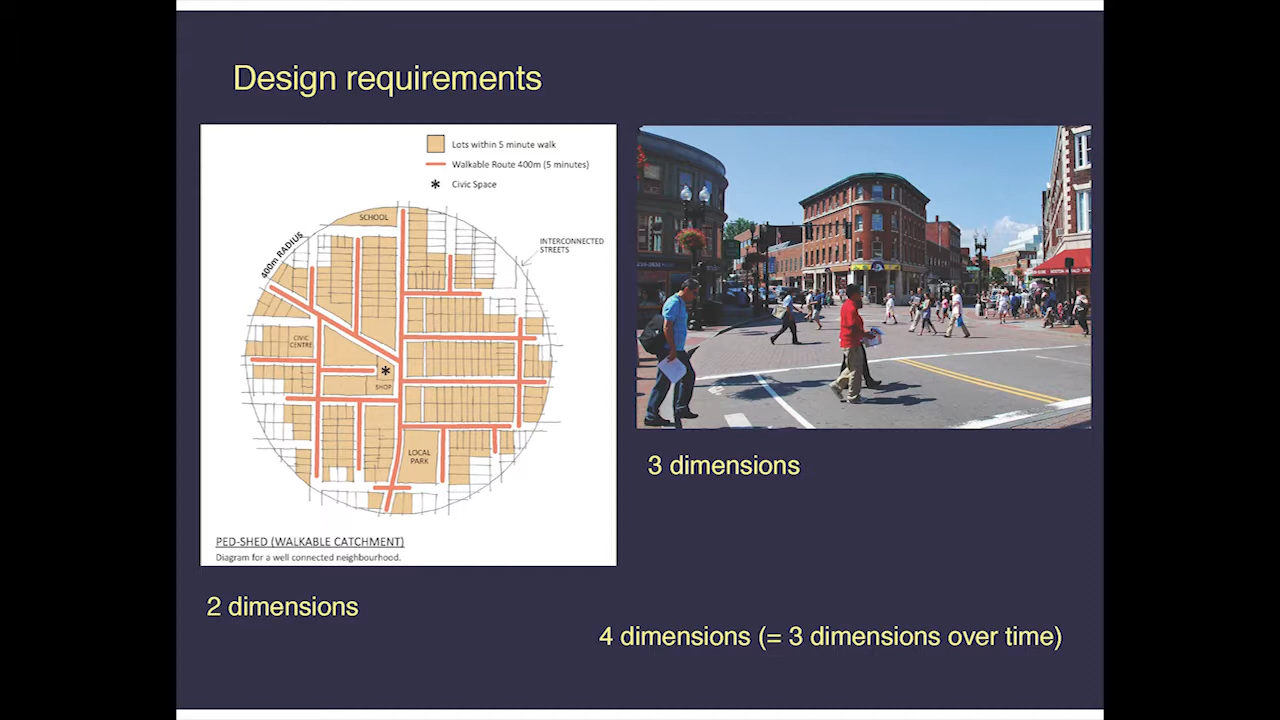 Design requirements
Lots within 5 minute walk
Walkable Route 400m (5 minutes)
Civic Space
SCHOOL
400m RADIUS
INTERCONNECTED
STREETS
CIVIC
CENTRE
SHOP
LOCAL
PARK
PED-SHED (WALKABLE CATCHMENT)
Diagram for a well connected neighbourhood.
3 dimensions
2 dimensions
4 dimensions (= 3 dimensions over time)